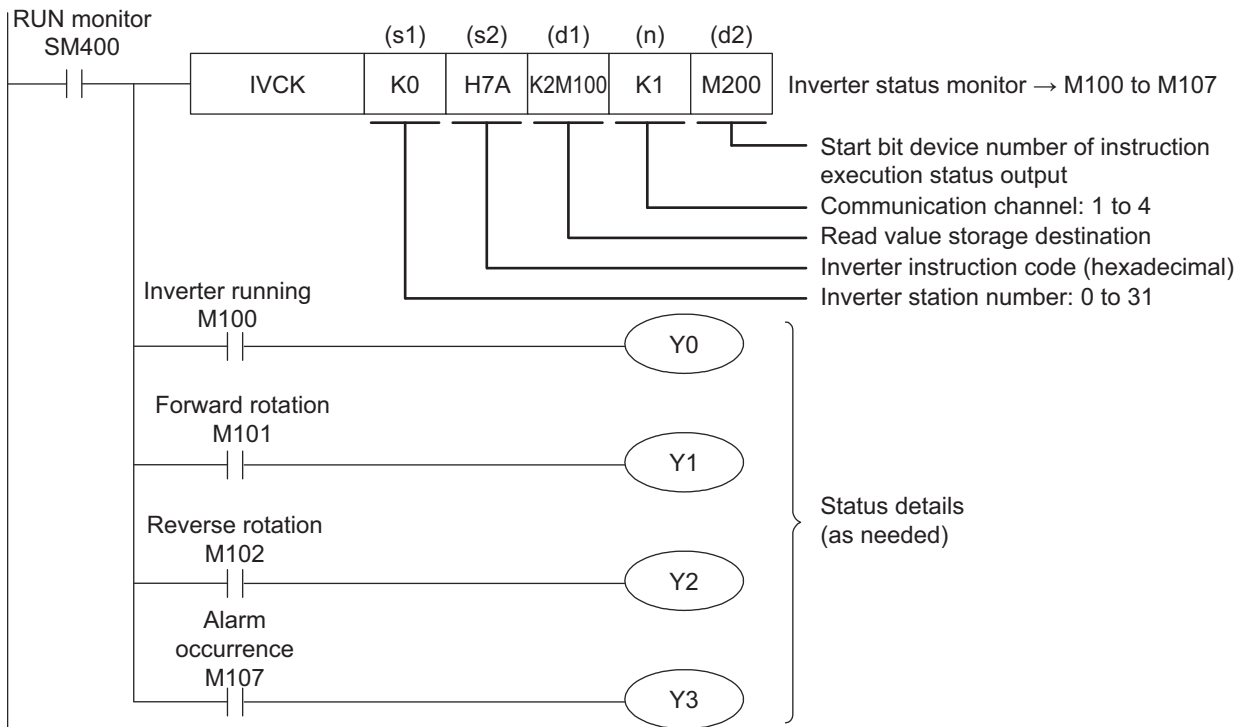 RUN monitor
SM400
(s1) (s2) (d1) (n) (d2)
IVCK K0 H7A K2M100 K1 M200 Inverter status monitor → M100 to M107
Start bit device number of instruction
execution status output
Communication channel: 1 to 4
Read value storage destination
Inverter instruction code (hexadecimal)
Inverter station number: 0 to 31
Inverter running
M100
Y0
Forward rotation
M101
Y1
Reverse rotation
M102
Y2
Alarm
occurrence
M107
Y3
Status details
(as needed)